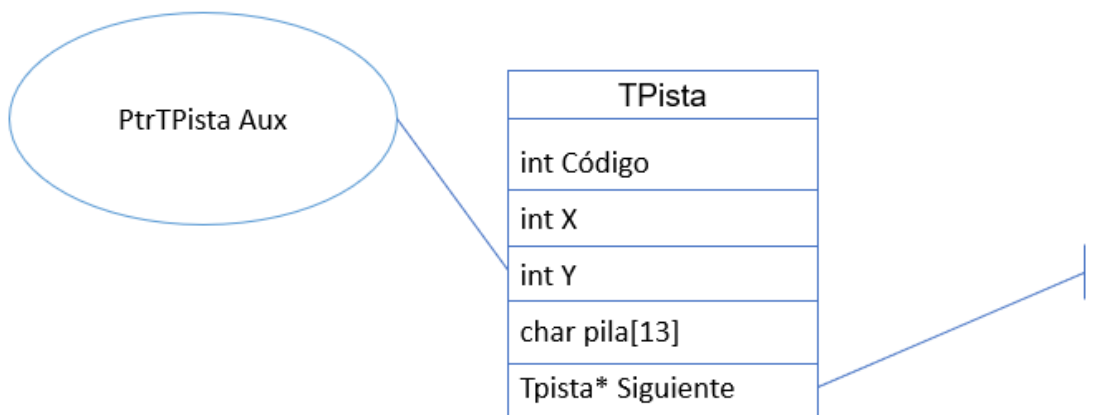 PtrTPista Aux
TPista
int Código
int X
int Y
char pila[13]
Tpista* Siguiente